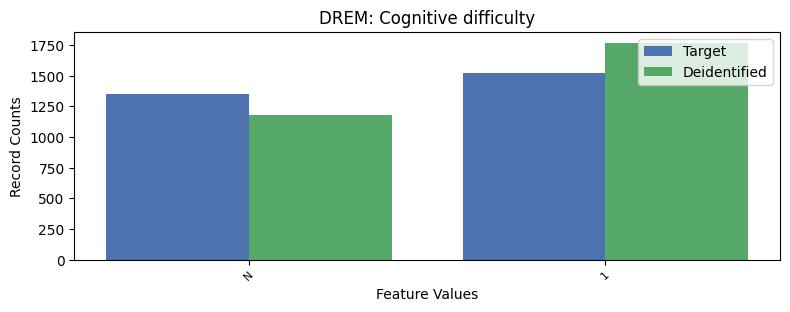 DREM: Cognitive difficulty
Target
Deidentified
1750
1500
1250
1000
750
500
250
0
Record Counts
N
1
Feature Values